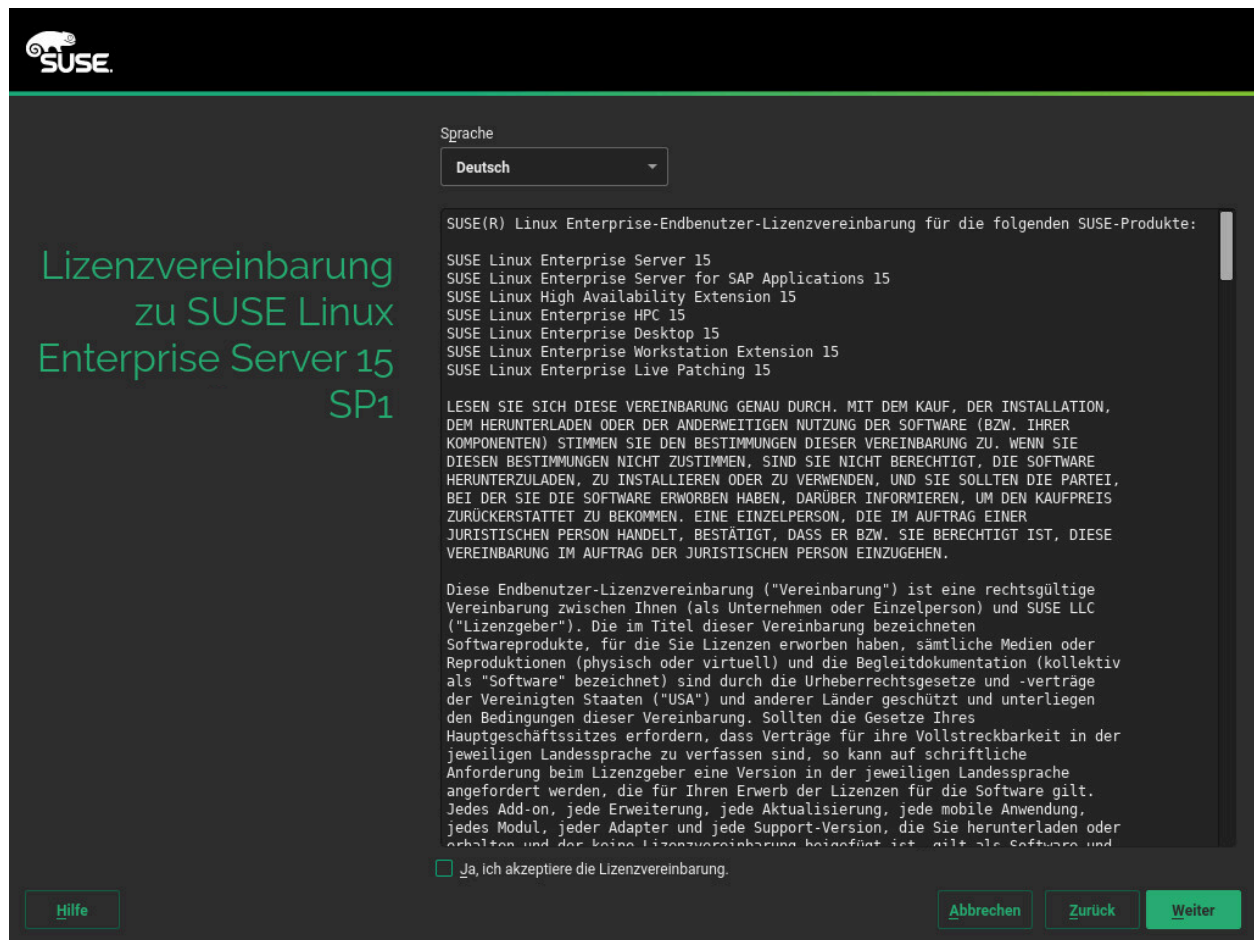 SUSE.
Sprache
Deutsch
Lizenzvereinbarung
zu SUSE Linux
Enterprise Server 15
SP1
SUSE(R) Linux Enterprise-Endbenutzer-Lizenzvereinbarung für die folgenden SUSE-Produkte:
SUSE Linux Enterprise Server 15
SUSE Linux Enterprise Server for SAP Applications 15
SUSE Linux High Availability Extension 15
SUSE Linux Enterprise HPC 15
SUSE Linux Enterprise Desktop 15
SUSE Linux Enterprise Workstation Extension 15
SUSE Linux Enterprise Live Patching 15
LESEN SIE SICH DIESE VEREINBARUNG GENAU DURCH. MIT DEM KAUF, DER INSTALLATION,
DEM HERUNTERLADEN ODER DER ANDERWEITIGEN NUTZUNG DER SOFTWARE (BZW. IHRER
KOMPONENTEN) STIMMEN SIE DEN BESTIMMUNGEN DIESER VEREINBARUNG ZU. WENN SIE
DIESEN BESTIMMUNGEN NICHT ZUSTIMMEN, SIND SIE NICHT BERECHTIGT, DIE SOFTWARE
HERUNTERZULADEN, ZU INSTALLIEREN ODER ZU VERWENDEN, UND SIE SOLLTEN DIE PARTEI,
BEI DER SIE DIE SOFTWARE ERWORBEN HABEN, DARÜBER INFORMIEREN, UM DEN KAUFPREIS
ZURÜCKERSTATTET ZU BEKOMMEN. EINE EINZELPERSON, DIE IM AUFTRAG EINER
JURISTISCHEN PERSON HANDELT, BESTÄTIGT, DASS ER BZW. SIE BERECHTIGT IST, DIESE
VEREINBARUNG IM AUFTRAG DER JURISTISCHEN PERSON EINZUGEHEN.
Diese Endbenutzer-Lizenzvereinbarung ("Vereinbarung") ist eine rechtsgültige
Vereinbarung zwischen Ihnen (als Unternehmen oder Einzelperson) und SUSE LLC
("Lizenzgeber"). Die im Titel dieser Vereinbarung bezeichneten
Softwareprodukte, für die Sie Lizenzen erworben haben, sämtliche Medien oder
Reproduktionen (physisch oder virtuell) und die Begleitdokumentation (kollektiv
als "Software" bezeichnet) sind durch die Urheberrechtsgesetze und -verträge
der Vereinigten Staaten ("USA") und anderer Länder geschützt und unterliegen
den Bedingungen dieser Vereinbarung. Sollten die Gesetze Ihres
Hauptgeschäftssitzes erfordern, dass Verträge für ihre Vollstreckbarkeit in der
jeweiligen Landessprache zu verfassen sind, so kann auf schriftliche
Anforderung beim Lizenzgeber eine Version in der jeweiligen Landessprache
angefordert werden, die für Ihren Erwerb der Lizenzen für die Software gilt.
Jedes Add-on, jede Erweiterung, jede Aktualisierung, jede mobile Anwendung,
jedes Modul, jeder Adapter und jede Support-Version, die Sie herunterladen oder
erhalten und der keine Lizenzvereinbarung beigefügt ist, gilt als Software und
Ja, ich akzeptiere die Lizenzvereinbarung.
Hilfe
Abbrechen
Zurück
Weiter